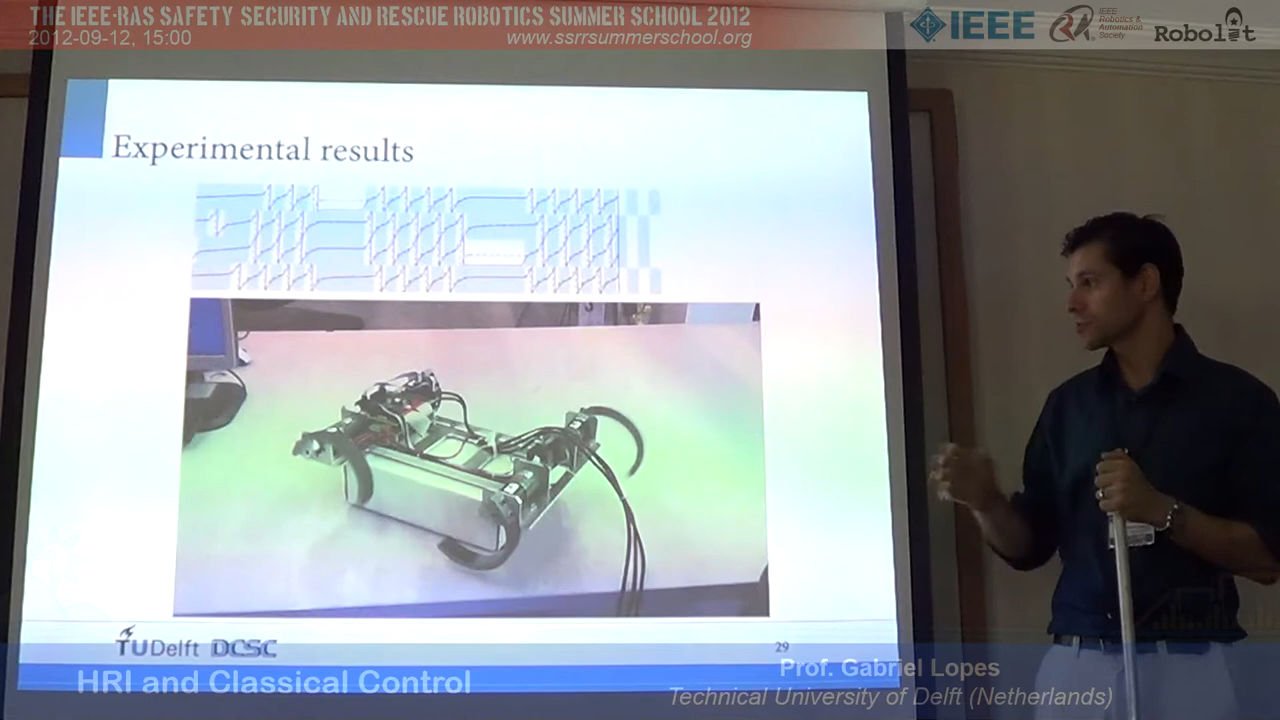 THE IEEE-RAS SAFETY SECURITY AND RESCUE ROBOTICS SUMMER SCHOOL 2012
2012-09-12, 15:00
www.ssrrsummerschool.org
IEEE
IEEE
Robotics &
Automation
Society
Robolit
Experimental results
TUDelft DCSC
29
HRI and Classical Control
Prof. Gabriel Lopes
Technical University of Delft (Netherlands)